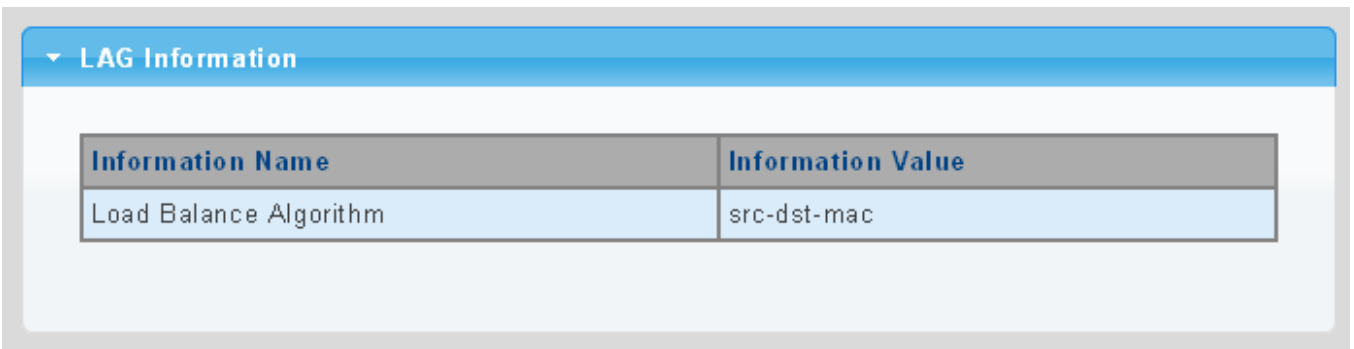 LAG Information
Information Name Information Value
Load Balance Algorithm src-dst-mac